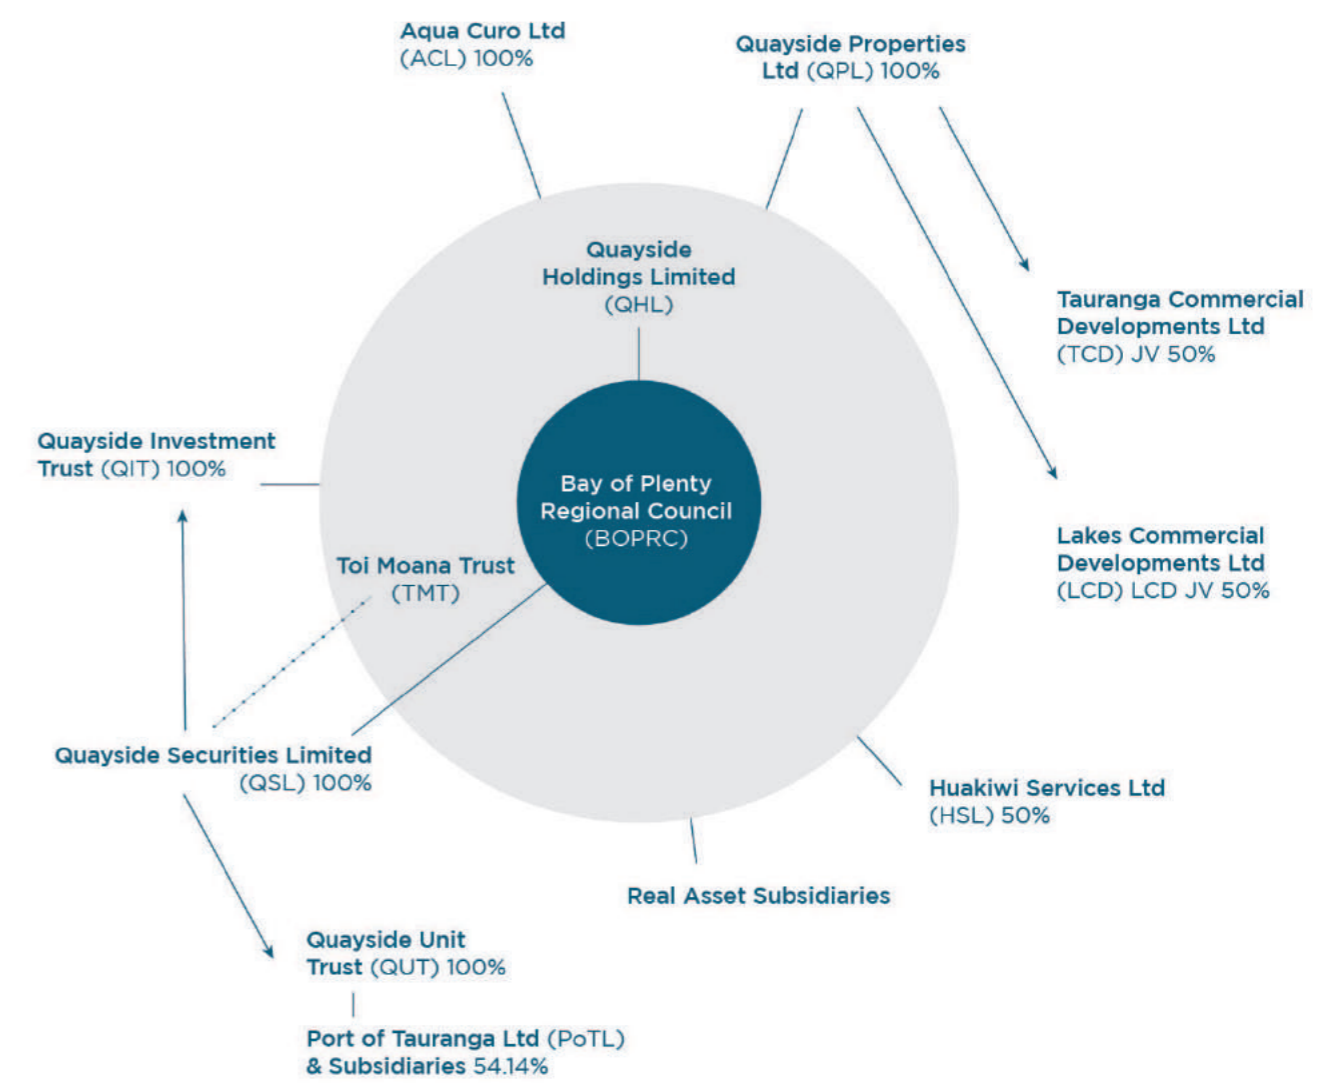 Aqua Curo Ltd
(ACL) 100%
Quayside Properties
Ltd (QPL) 100%
Quayside
Holdings Limited
(QHL)
Tauranga Commercial
Developments Ltd
(TCD) JV 50%
Quayside Investment
Trust (QIT) 100%
Bay of Plenty
Regional Council
(BOPRC)
Toi Moana Trust
(TMT)
Lakes Commercial
Developments Ltd
(LCD) LCD JV 50%
Quayside Securities Limited
(QSL) 100%
Huakiwi Services Ltd
(HSL) 50%
Real Asset Subsidiaries
Quayside Unit
Trust (QUT) 100%
Port of Tauranga Ltd (PoTL)
& Subsidiaries 54.14%